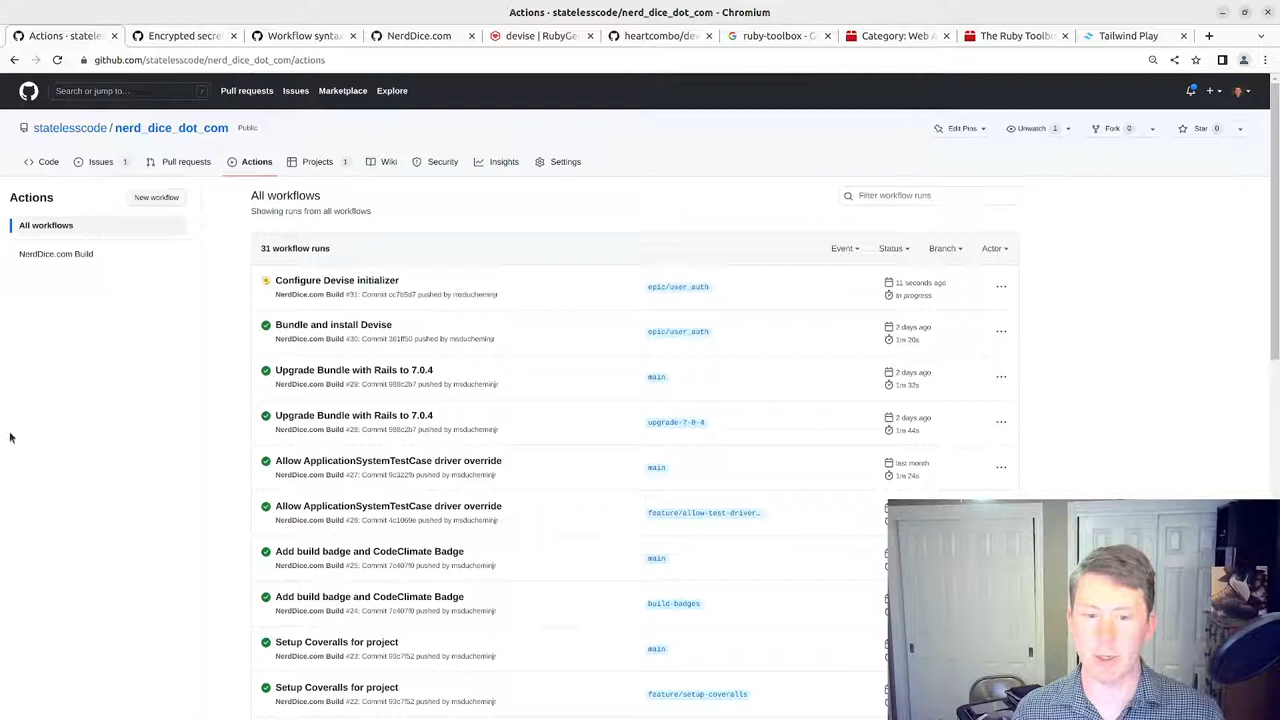 Actions · statelesscode/nerd_dice_dot_com - Chromium
Actions · stateles
Encrypted secre
Workflow syntax
NerdDice.com
devise | RubyGe
heartcombo/dev
ruby-toolbox - G
Category: Web A
The Ruby Toolbo
Tailwind Play
github.com/statelesscode/nerd_dice_dot_com/actions
Search or jump to...
/
Pull requests
Issues
Marketplace
Explore
statelesscode / nerd_dice_dot_com
Public
Edit Pins
Unwatch 1
Fork 0
Star 0
Code
Issues 1
Pull requests
Actions
Projects 1
Wiki
Security
Insights
Settings
Actions
New workflow
All workflows
NerdDice.com Build
All workflows
Showing runs from all workflows
Filter workflow runs
31 workflow runs
Event
Status
Branch
Actor
Configure Devise initializer
NerdDice.com Build #31: Commit cc7b5d7 pushed by msducheminjr
epic/user_auth
11 seconds ago
In progress
Bundle and install Devise
NerdDice.com Build #30: Commit 361ff50 pushed by msducheminjr
epic/user_auth
2 days ago
1m 20s
Upgrade Bundle with Rails to 7.0.4
NerdDice.com Build #29: Commit 988c2b7 pushed by msducheminjr
main
2 days ago
1m 32s
Upgrade Bundle with Rails to 7.0.4
NerdDice.com Build #28: Commit 988c2b7 pushed by msducheminjr
upgrade-7-0-4
2 days ago
1m 44s
Allow ApplicationSystemTestCase driver override
NerdDice.com Build #27: Commit 9c322fb pushed by msducheminjr
main
last month
1m 24s
Allow ApplicationSystemTestCase driver override
NerdDice.com Build #26: Commit 4c1069e pushed by msducheminjr
feature/allow-test-driver…
Add build badge and CodeClimate Badge
NerdDice.com Build #25: Commit 7c407f0 pushed by msducheminjr
main
Add build badge and CodeClimate Badge
NerdDice.com Build #24: Commit 7c407f0 pushed by msducheminjr
build-badges
Setup Coveralls for project
NerdDice.com Build #23: Commit 93c7f52 pushed by msducheminjr
main
Setup Coveralls for project
NerdDice.com Build #22: Commit 93c7f52 pushed by msducheminjr
feature/setup-coveralls